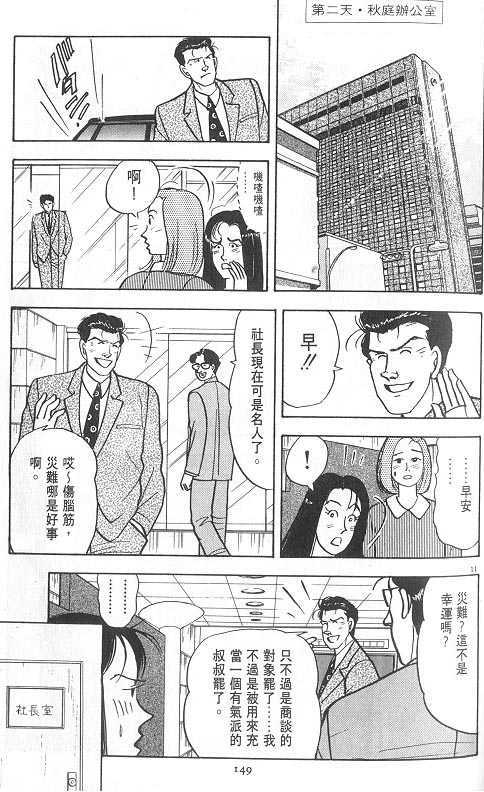 第二天・秋庭辦公室
嘰喳嘰喳
……
啊！
早!!
……早安
！
社長現在可是名人了。
哎～傷腦筋，
災難哪是好事
啊。
11
災難？這不是
幸運嗎？
只不過是商談的
對象罷了……我
不過是被用來充
當一個有氣派的
叔叔罷了。
……
社長室
149